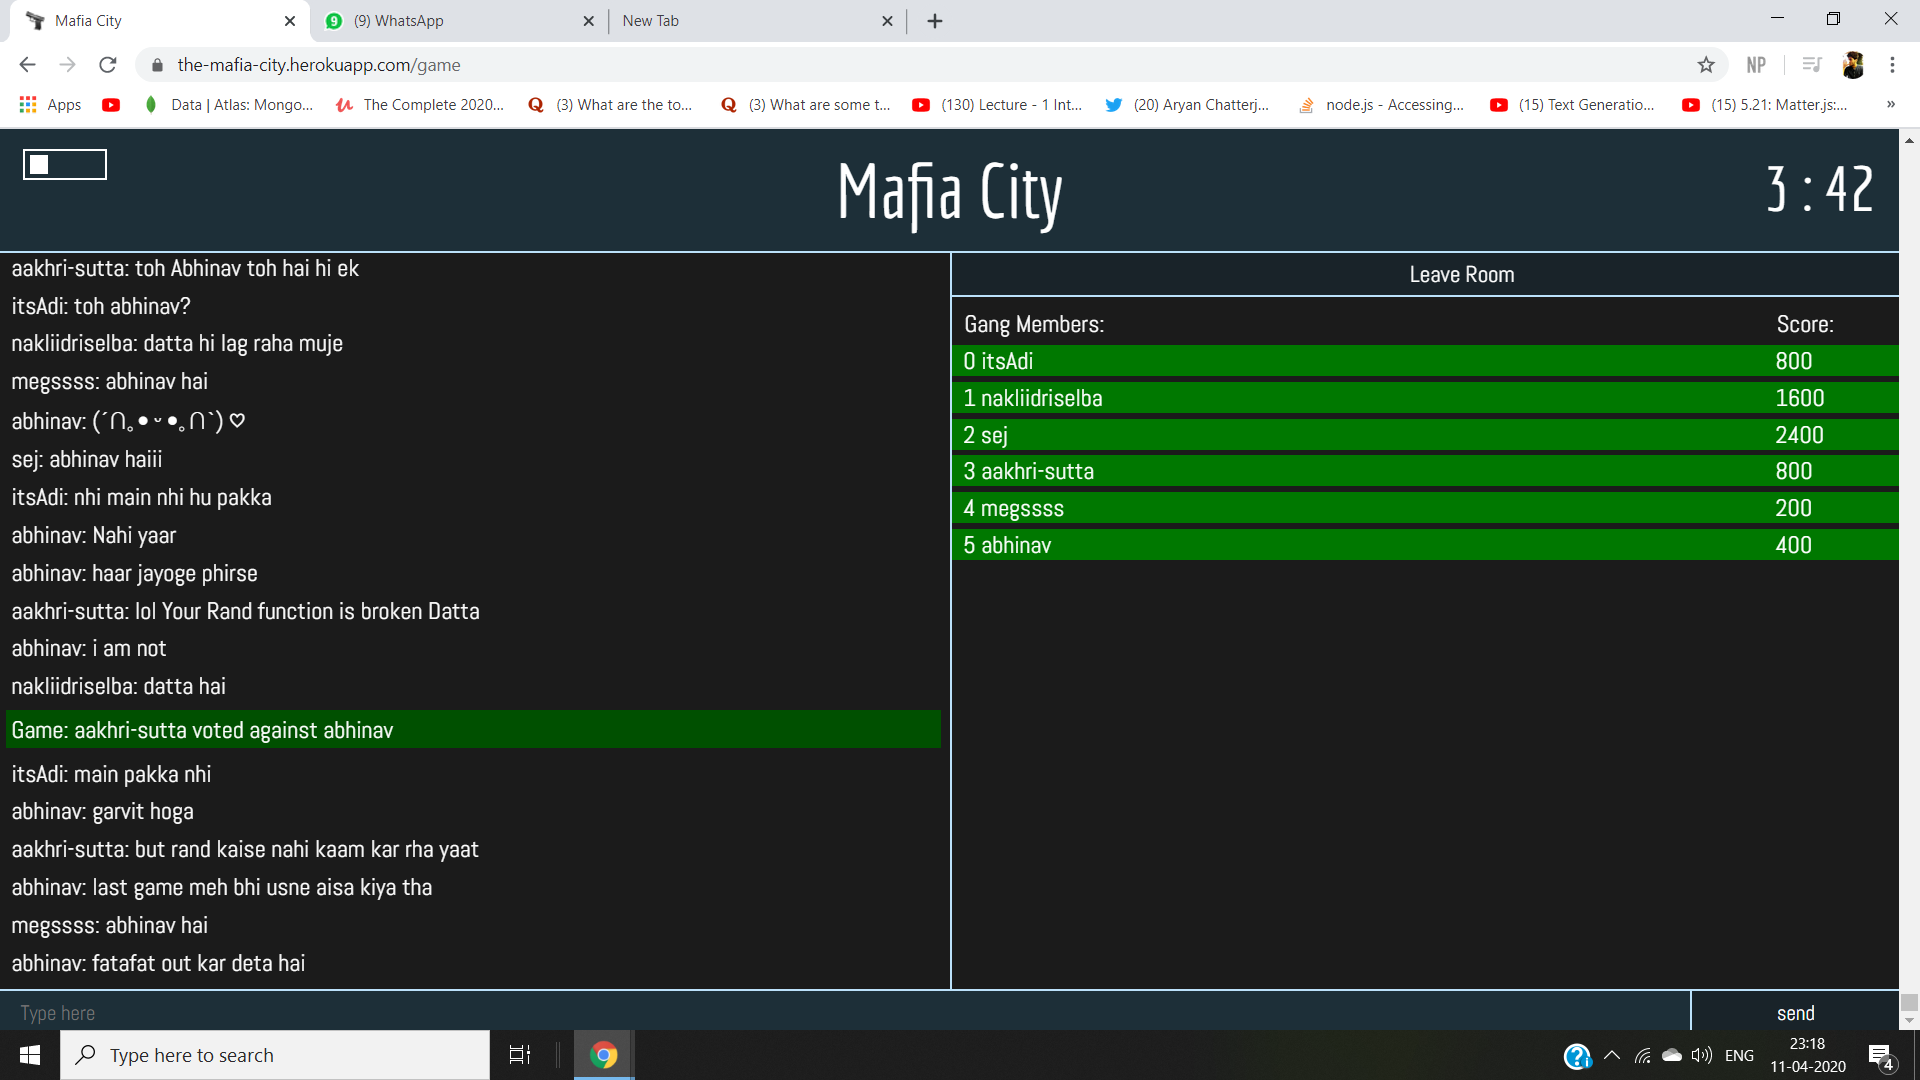 Mafia City
9 (9) WhatsApp
New Tab
the-mafia-city.herokuapp.com/game
NP
Apps
Data | Atlas: Mongo...
The Complete 2020...
(3) What are the to...
(3) What are some t...
(130) Lecture - 1 Int...
(20) Aryan Chatterj...
node.js - Accessing...
(15) Text Generatio...
(15) 5.21: Matter.js:...
»
Mafia City
3 : 42
aakhri-sutta: toh Abhinav toh hai hi ek
itsAdi: toh abhinav?
nakliidriselba: datta hi lag raha muje
megssss: abhinav hai
abhinav: (´∩｡• ᵕ •｡∩`) ♡
sej: abhinav haiii
itsAdi: nhi main nhi hu pakka
abhinav: Nahi yaar
abhinav: haar jayoge phirse
aakhri-sutta: lol Your Rand function is broken Datta
abhinav: i am not
nakliidriselba: datta hai
Game: aakhri-sutta voted against abhinav
itsAdi: main pakka nhi
abhinav: garvit hoga
aakhri-sutta: but rand kaise nahi kaam kar rha yaat
abhinav: last game meh bhi usne aisa kiya tha
megssss: abhinav hai
abhinav: fatafat out kar deta hai
Leave Room
Gang Members: Score:
0 itsAdi 800
1 nakliidriselba 1600
2 sej 2400
3 aakhri-sutta 800
4 megssss 200
5 abhinav 400
Type here
send
Type here to search
ENG
23:18
11-04-2020
4